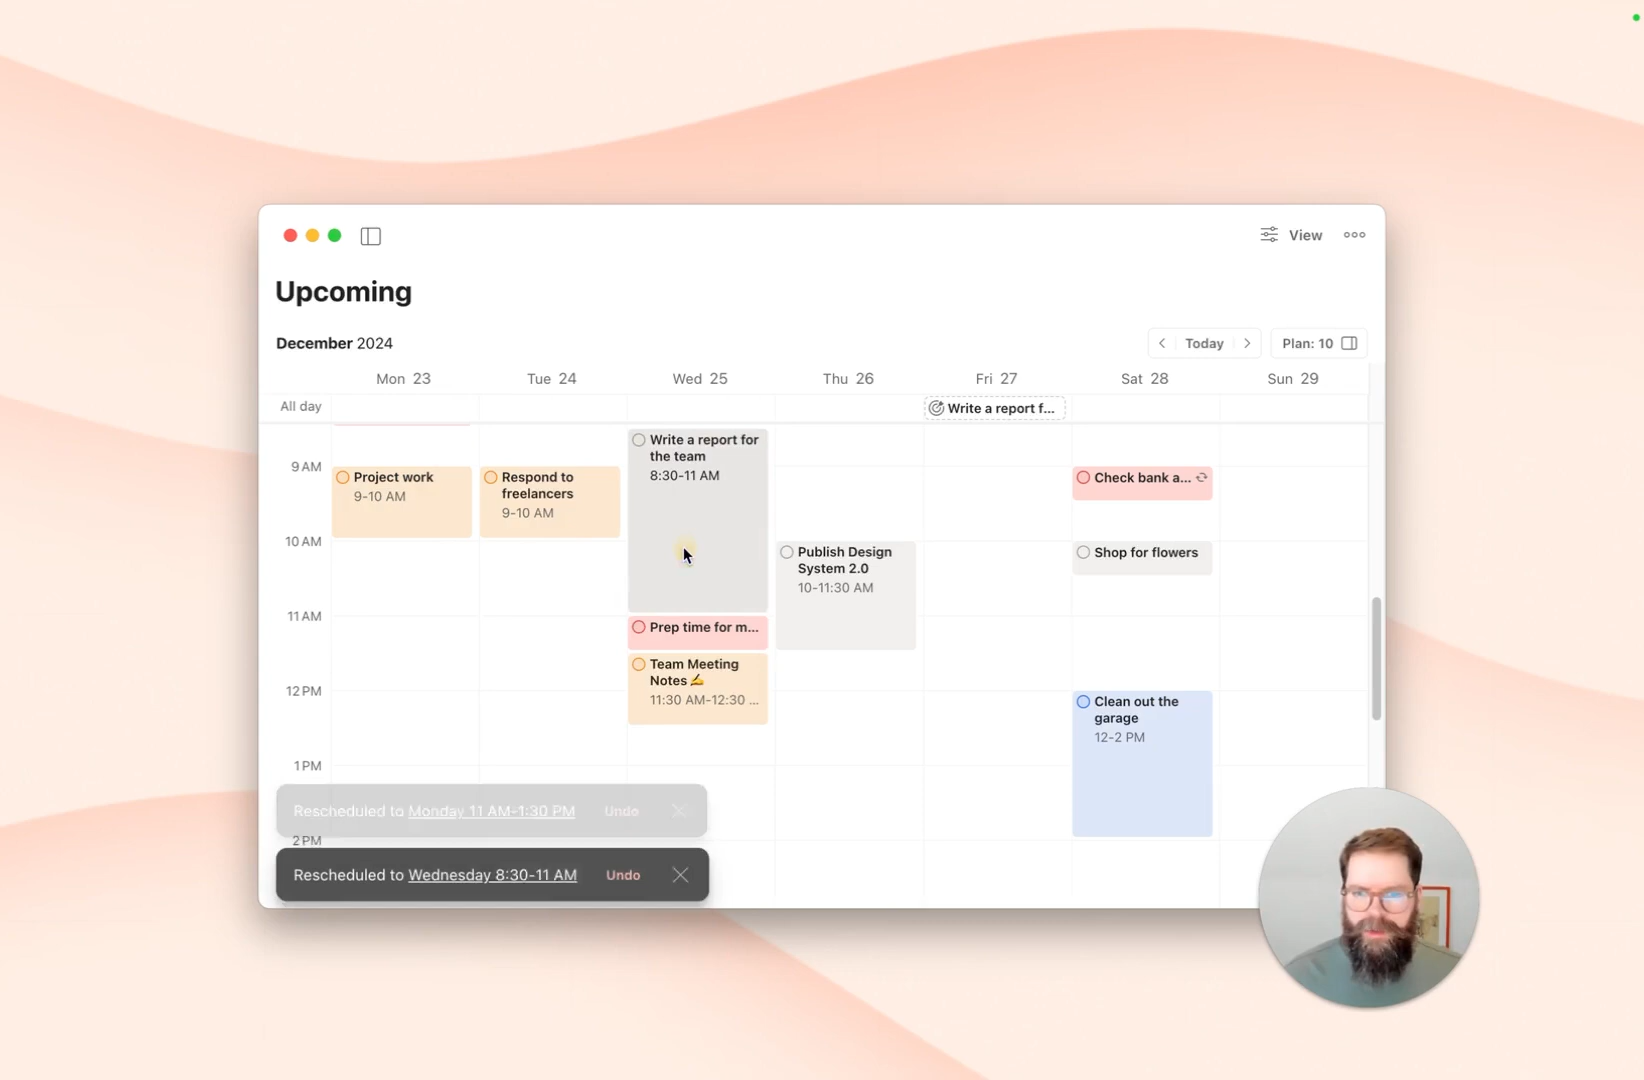 View
Upcoming
December 2024
Today
Plan: 10
Mon 23
Tue 24
Wed 25
Thu 26
Fri 27
Sat 28
Sun 29
All day
Write a report f...
9 AM
10 AM
11 AM
12 PM
1 PM
2 PM
Project work
9-10 AM
Respond to
freelancers
9-10 AM
Write a report for
the team
8:30-11 AM
Prep time for m...
Team Meeting
Notes ✍️
11:30 AM-12:30 ...
Publish Design
System 2.0
10-11:30 AM
Check bank a...
Shop for flowers
Clean out the
garage
12-2 PM
Rescheduled to Monday 11 AM-1:30 PM Undo
Rescheduled to Wednesday 8:30-11 AM Undo